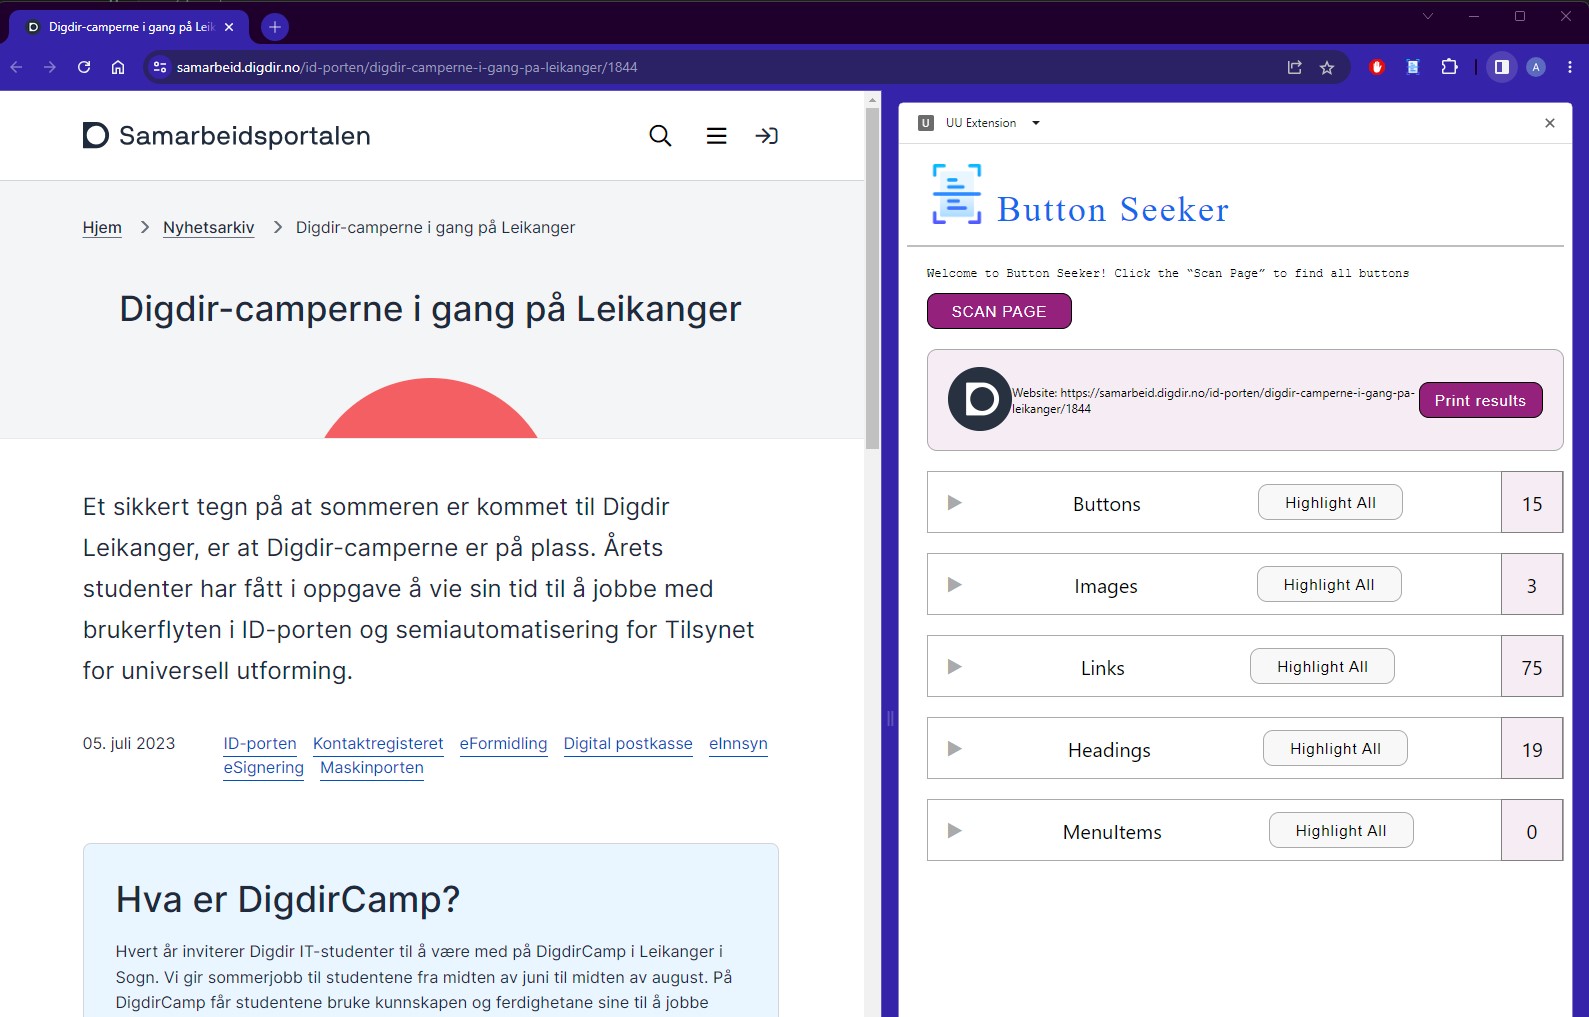 Digdir-camperne i gang på Leik
samarbeid.digdir.no/id-porten/digdir-camperne-i-gang-pa-leikanger/1844
A
Samarbeidsportalen
Hjem
Nyhetsarkiv
Digdir-camperne i gang på Leikanger
Digdir-camperne i gang på Leikanger
Et sikkert tegn på at sommeren er kommet til Digdir
Leikanger, er at Digdir-camperne er på plass. Årets
studenter har fått i oppgave å vie sin tid til å jobbe med
brukerflyten i ID-porten og semiautomatisering for Tilsynet
for universell utforming.
05. juli 2023
ID-porten Kontaktregisteret eFormidling Digital postkasse eInnsyn
eSignering Maskinporten
Hva er DigdirCamp?
Hvert år inviterer Digdir IT-studenter til å være med på DigdirCamp i Leikanger i
Sogn. Vi gir sommerjobb til studentene fra midten av juni til midten av august. På
DigdirCamp får studentene bruke kunnskapen og ferdighetane sine til å jobbe
U UU Extension
Button Seeker
Welcome to Button Seeker! Click the “Scan Page” to find all buttons
SCAN PAGE
Website: https://samarbeid.digdir.no/id-porten/digdir-camperne-i-gang-pa-
leikanger/1844
Print results
Buttons Highlight All 15
Images Highlight All 3
Links Highlight All 75
Headings Highlight All 19
MenuItems Highlight All 0